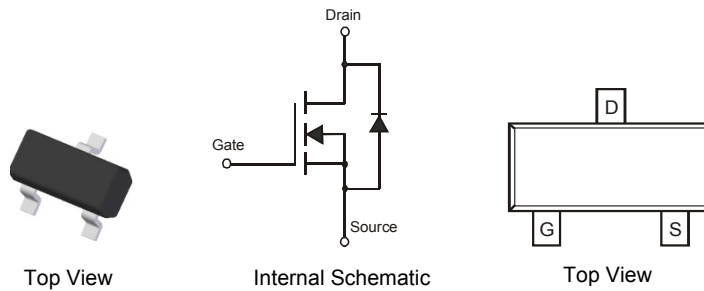 Drain
Gate
Source
D
G
S
Top View
Internal Schematic
Top View